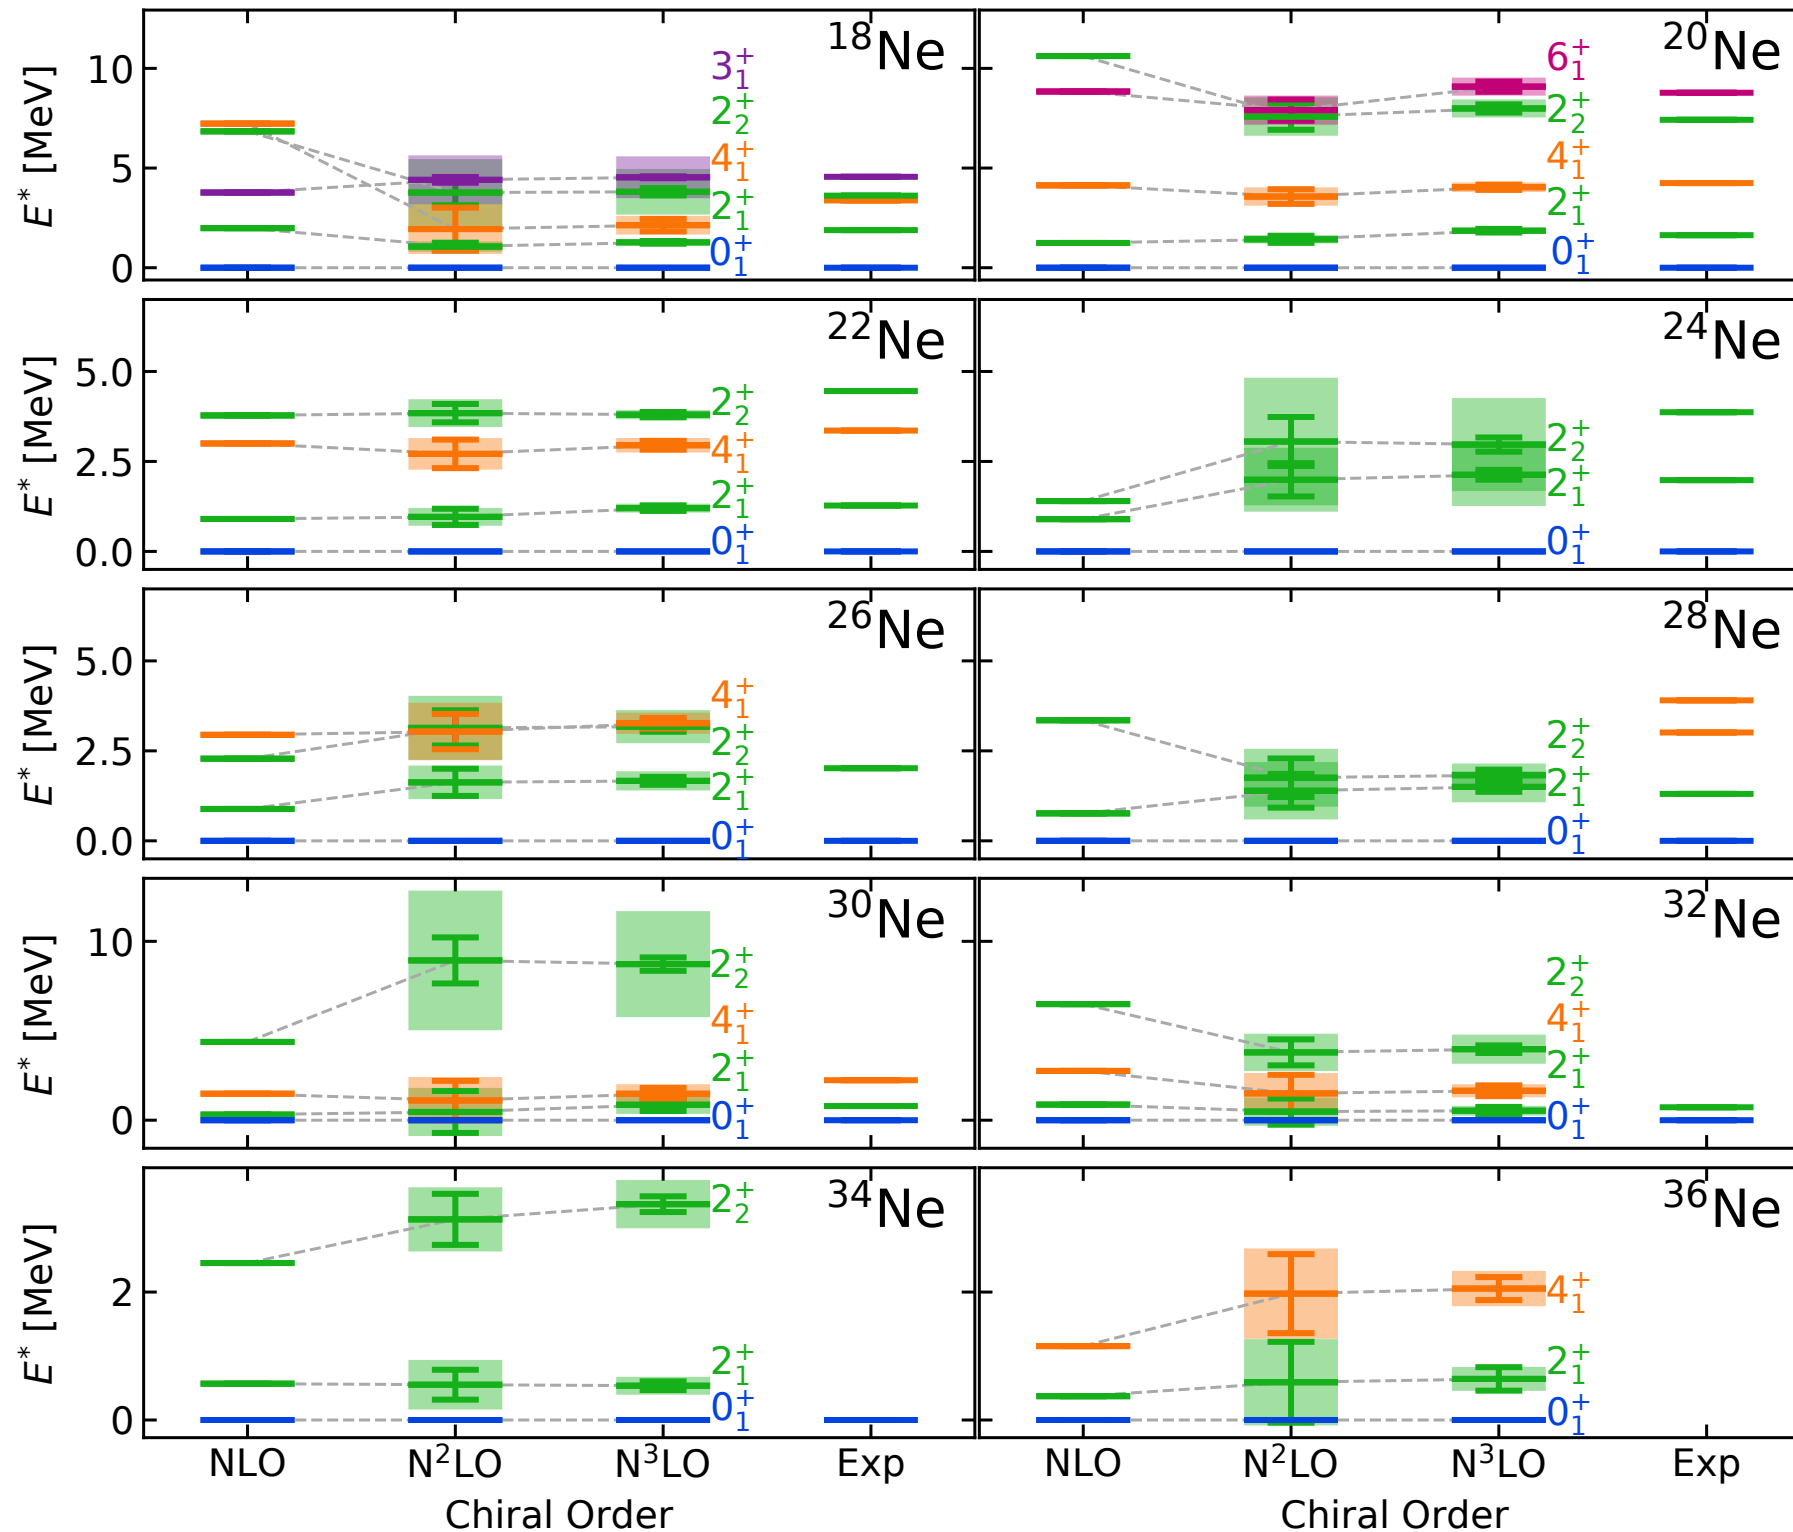 E* [MeV]
10
5
0
¹⁸Ne
3₁⁺
2₂⁺
4₁⁺
2₁⁺
0₁⁺
²⁰Ne
6₁⁺
2₂⁺
4₁⁺
2₁⁺
0₁⁺
E* [MeV]
5.0
2.5
0.0
²²Ne
2₂⁺
4₁⁺
2₁⁺
0₁⁺
²⁴Ne
2₂⁺
2₁⁺
0₁⁺
E* [MeV]
5.0
2.5
0.0
²⁶Ne
4₁⁺
2₂⁺
2₁⁺
0₁⁺
²⁸Ne
2₂⁺
2₁⁺
0₁⁺
E* [MeV]
10
0
³⁰Ne
2₂⁺
4₁⁺
2₁⁺
0₁⁺
³²Ne
2₂⁺
4₁⁺
2₁⁺
0₁⁺
E* [MeV]
2
0
³⁴Ne
2₂⁺
2₁⁺
0₁⁺
³⁶Ne
4₁⁺
2₁⁺
0₁⁺
NLO N²LO N³LO Exp
NLO N²LO N³LO Exp
Chiral Order
Chiral Order